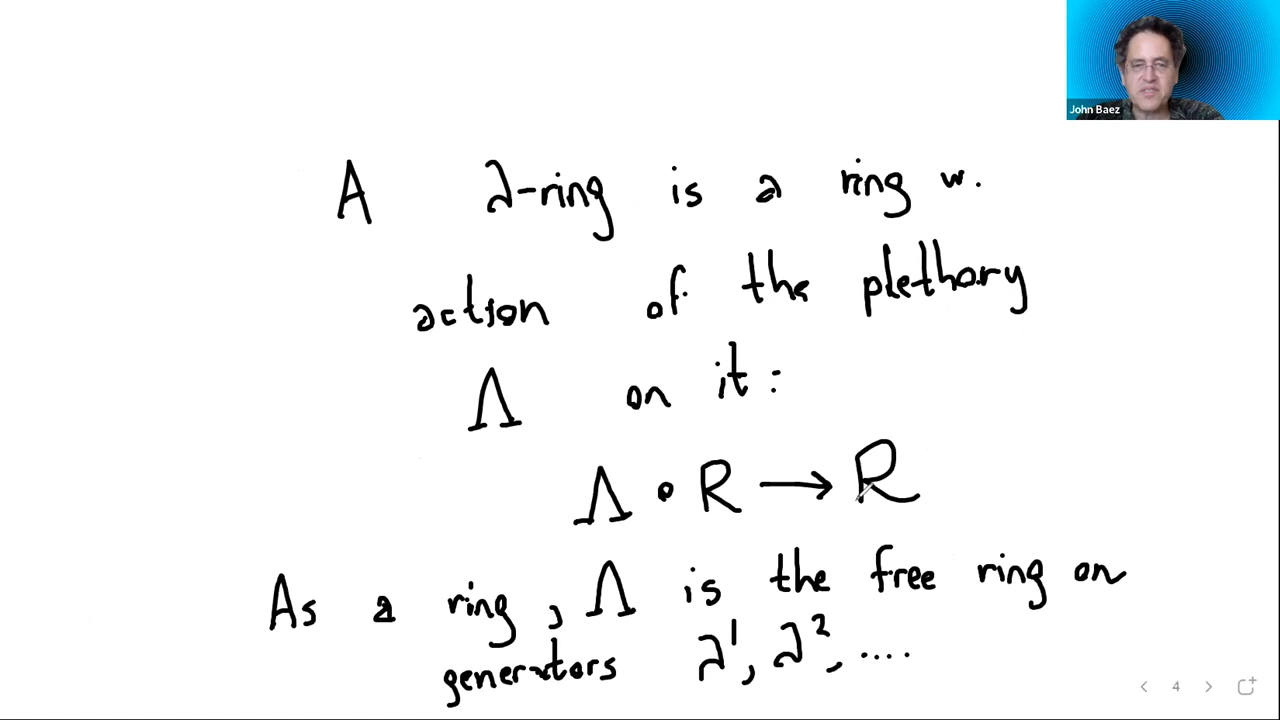 John Baez
A λ-ring is a ring w.
action of the plethory
Λ on it:
Λ ∘ R → R
As a ring, Λ is the free ring on
generators λ¹, λ², ....
4